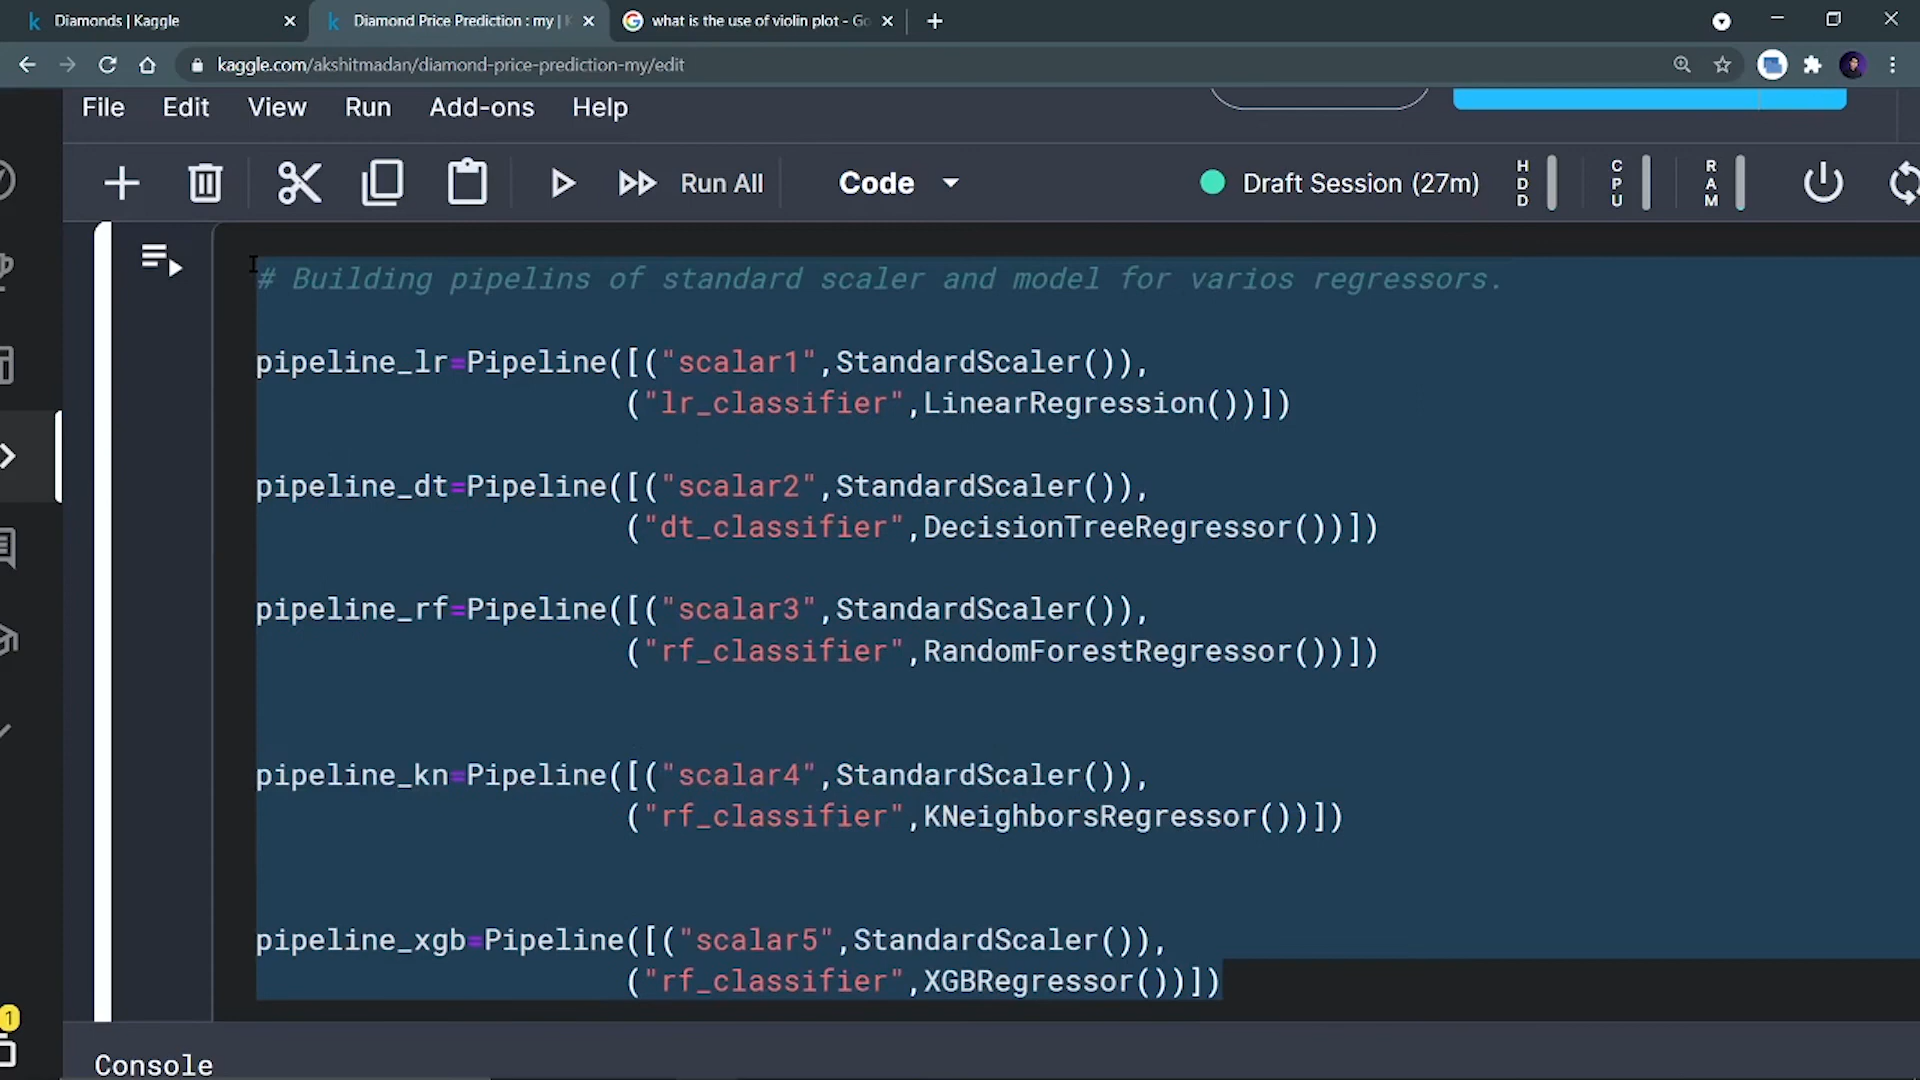 Diamonds | Kaggle
Diamond Price Prediction : my |
what is the use of violin plot - Go
kaggle.com/akshitmadan/diamond-price-prediction-my/edit
File Edit View Run Add-ons Help
Run All Code Draft Session (27m) HDD CPU RAM
# Building pipelins of standard scaler and model for varios regressors.
pipeline_lr=Pipeline([("scalar1",StandardScaler()),
("lr_classifier",LinearRegression())])
pipeline_dt=Pipeline([("scalar2",StandardScaler()),
("dt_classifier",DecisionTreeRegressor())])
pipeline_rf=Pipeline([("scalar3",StandardScaler()),
("rf_classifier",RandomForestRegressor())])
pipeline_kn=Pipeline([("scalar4",StandardScaler()),
("rf_classifier",KNeighborsRegressor())])
pipeline_xgb=Pipeline([("scalar5",StandardScaler()),
("rf_classifier",XGBRegressor())])
1
Console